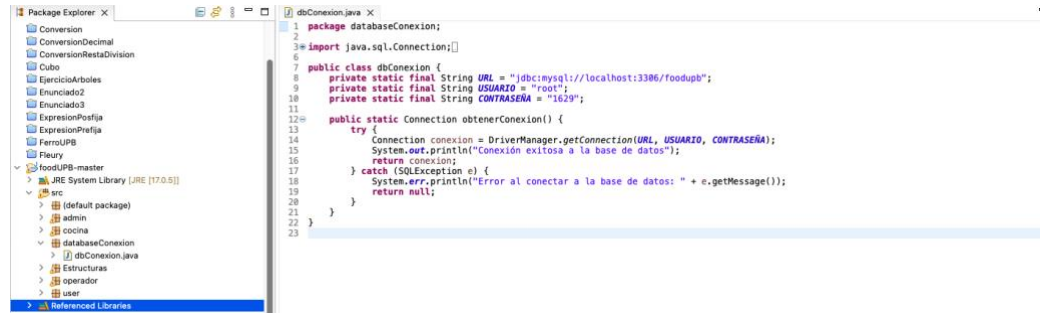 Package Explorer
Conversion
ConversionDecimal
ConversionRestaDivision
Cubo
EjercicioArboles
Enunciado2
Enunciado3
ExpresionPosfija
ExpresionPrefija
FerroUPB
Fleury
foodUPB-master
JRE System Library [JRE [17.0.5]]
src
(default package)
admin
cocina
databaseConexion
dbConexion.java
Estructuras
operador
user
Referenced Libraries
dbConexion.java
1 package databaseConexion;
2
3 import java.sql.Connection;
6
7 public class dbConexion {
8 private static final String URL = "jdbc:mysql://localhost:3306/foodupb";
9 private static final String USUARIO = "root";
10 private static final String CONTRASEÑA = "1629";
11
12 public static Connection obtenerConexion() {
13 try {
14 Connection conexion = DriverManager.getConnection(URL, USUARIO, CONTRASEÑA);
15 System.out.println("Conexión exitosa a la base de datos");
16 return conexion;
17 } catch (SQLException e) {
18 System.err.println("Error al conectar a la base de datos: " + e.getMessage());
19 return null;
20 }
21 }
22 }
23